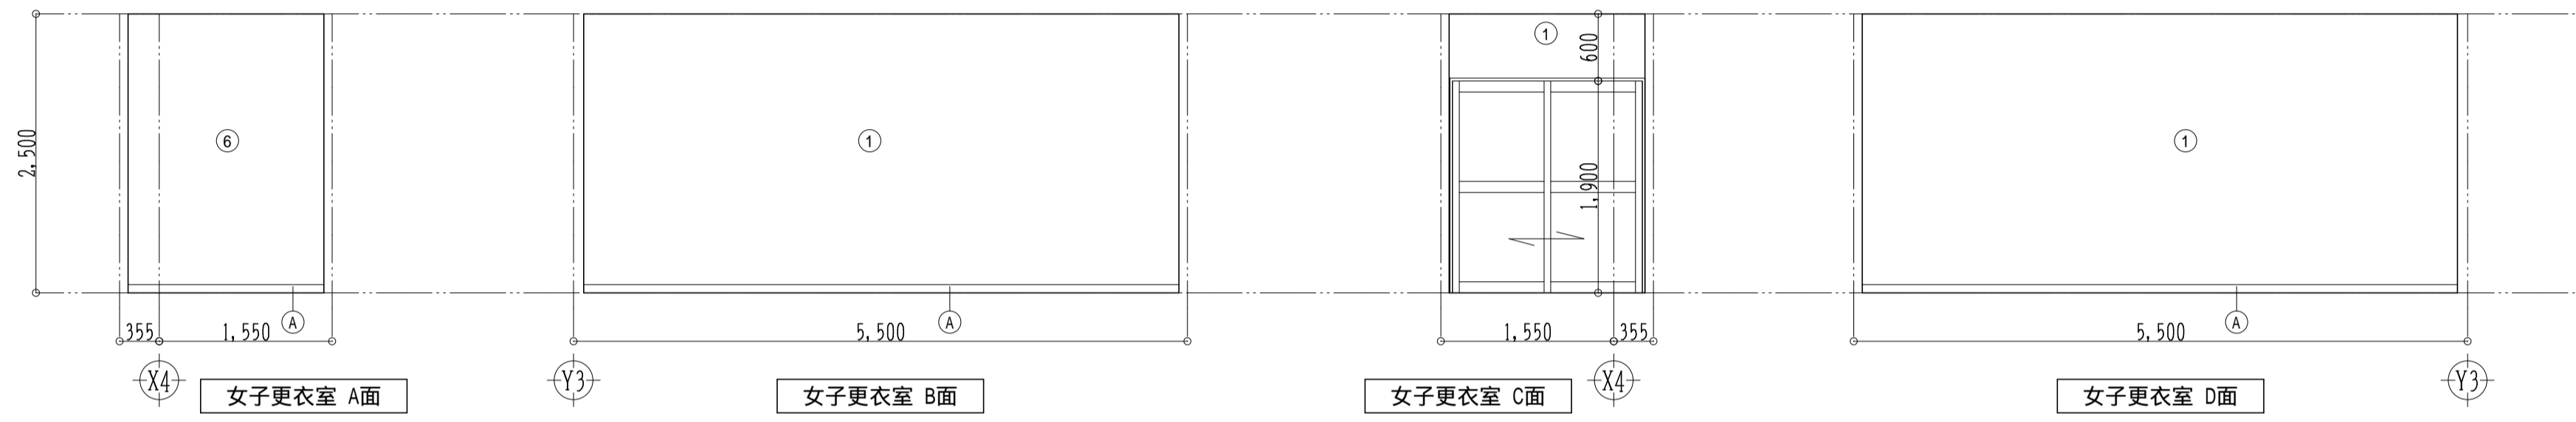 2,500
⑥
Ⓐ
355
1,550
X4
女子更衣室 A面
①
Ⓐ
5,500
Y3
女子更衣室 B面
①
600
1,900
1,550
355
X4
女子更衣室 C面
①
Ⓐ
5,500
Y3
女子更衣室 D面